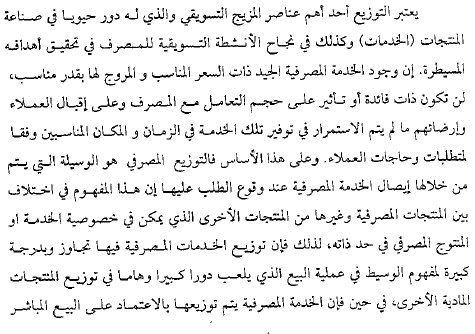 يعتبر التوزيع أحد أهم عناصر المزيج التسويقي والذي له دور حيويا في صناعة
المنتجات (الخدمات) وكذلك في نجاح الأنشطة التسويقية للمصرف في تحقيق أهدافه
المسيطرة. إن وجود الخدمة المصرفية الجيد ذات السعر المناسب و المروج لها بقدر مناسب،
لن تكون ذات فائدة أو تأثير على حجم التعامل مع المصرف وعلى إقبال العملاء
وإرضائهم ما لم يتم الاستمرار في توفير تلك الخدمة في الزمان و المكان المناسبين وفقا
لمتطلبات وحاجات العملاء. وعلى هذا الأساس فالتوزيع المصرفي هو الوسيلة التي يتم
من خلالها إيصال الخدمة المصرفية عند وقوع الطلب عليها إن هذا المفهوم في اختلاف
بين المنتجات المصرفية وغيرها من المنتجات الأخرى الذي يمكن في خصوصية الخدمة او
المنتوج المصرفي في حد ذاته، لذلك فإن توزيع الخدمات المصرفية فيها تجاوز وبدرجة
كبيرة لمفهوم الوسيط في عملية البيع الذي يلعب دورا كبيرا وهاما في توزيع المنتجات
المادية الأخرى، في حين فإن الخدمة المصرفية يتم توزيعها بالاعتماد على البيع المباشر